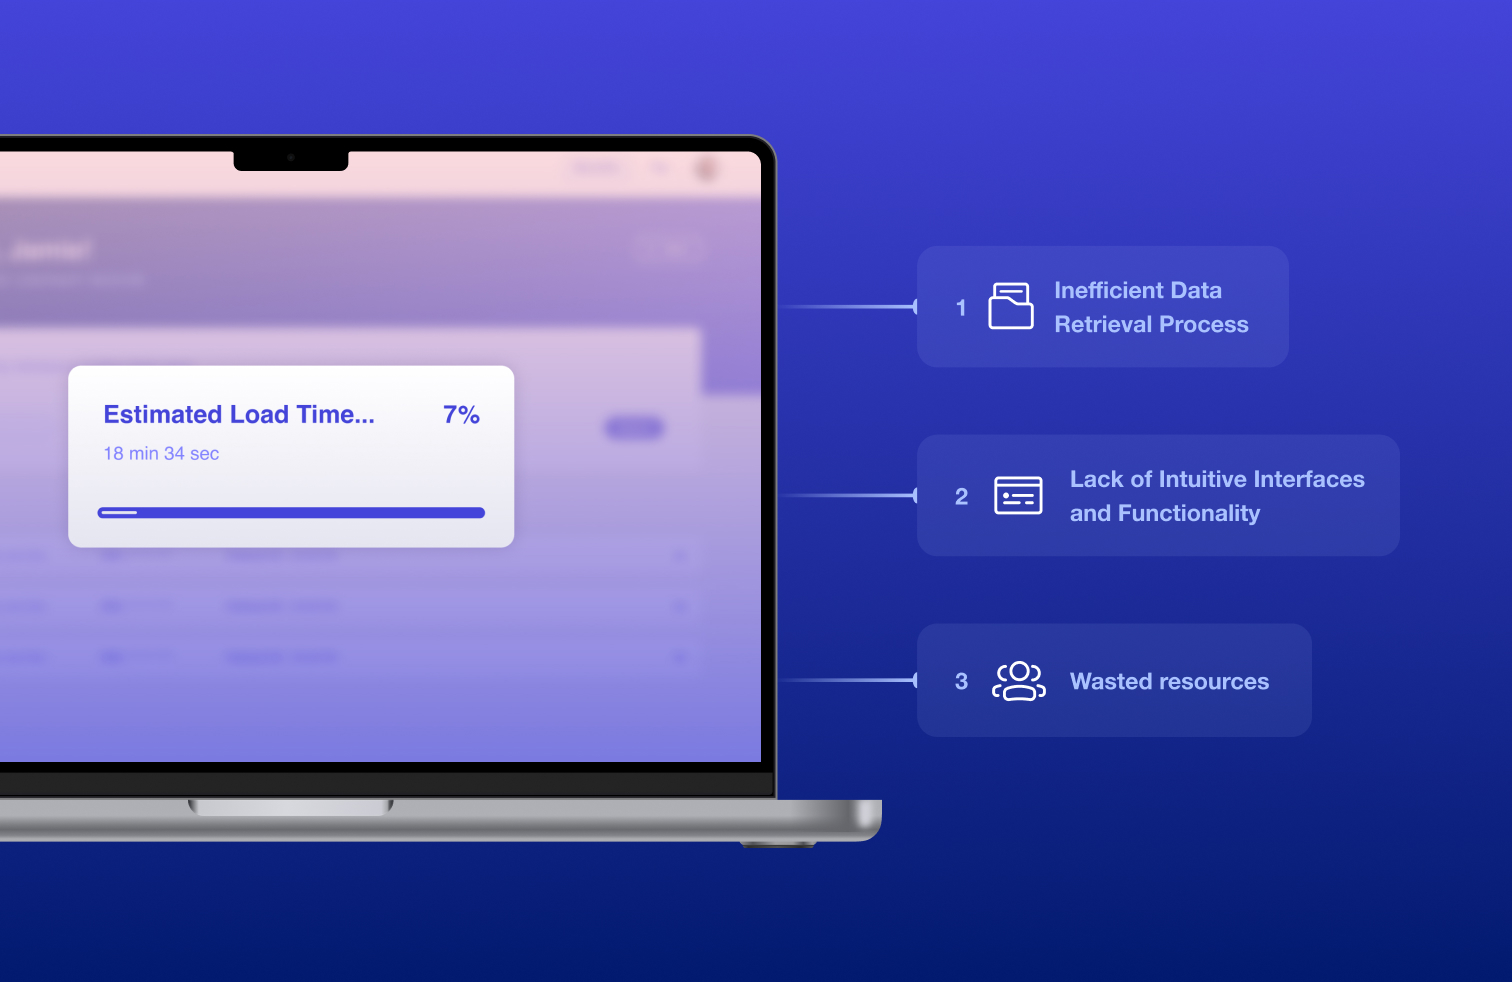 Estimated Load Time... 7%
18 min 34 sec
1
Inefficient Data
Retrieval Process
2
Lack of Intuitive Interfaces
and Functionality
3
Wasted resources